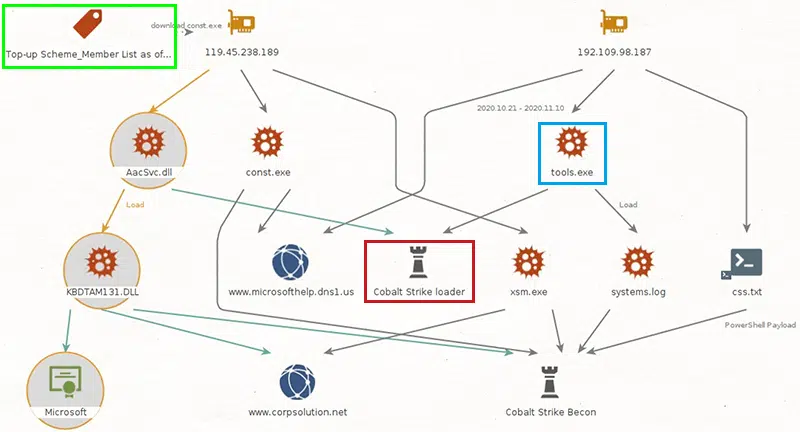 download const.exe
Top-up Scheme_Member List as of...
119.45.238.189
192.109.98.187
2020.10.21 - 2020.11.10
AacSvc.dll
const.exe
tools.exe
Load
Load
KBDTAM131.DLL
www.microsofthelp.dns1.us
Cobalt Strike loader
xsm.exe
systems.log
css.txt
PowerShell Payload
Microsoft
www.corpsolution.net
Cobalt Strike Becon